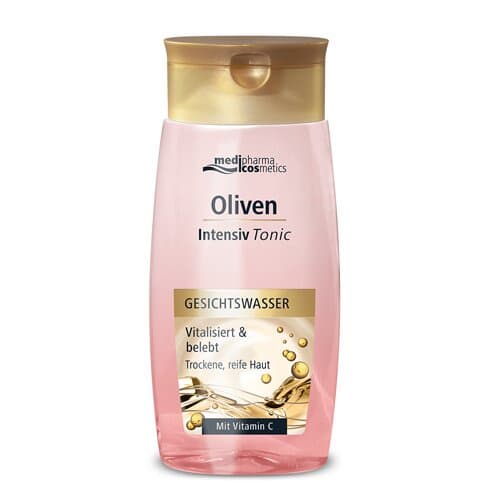 medipharma
cosmetics
Oliven
Intensiv Tonic
GESICHTSWASSER
Vitalisiert &
belebt
Trockene, reife Haut
Mit Vitamin C